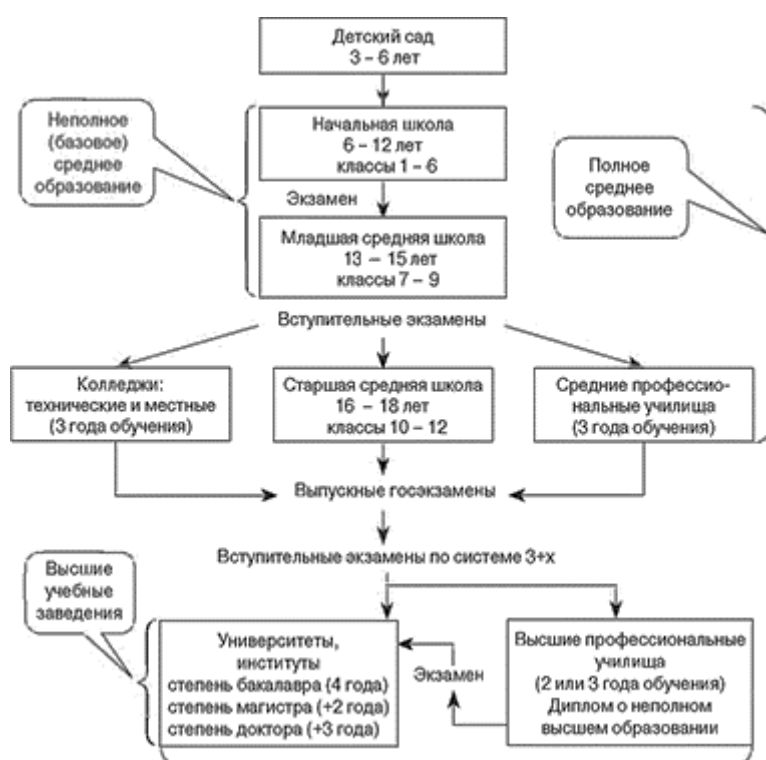 Детский сад
3 – 6 лет
Неполное
(базовое)
среднее
образование
Начальная школа
6 – 12 лет
классы 1 – 6
Полное
среднее
образование
Экзамен
Младшая средняя школа
13 – 15 лет
классы 7 – 9
Вступительные экзамены
Колледжи:
технические и местные
(3 года обучения)
Старшая средняя школа
16 – 18 лет
классы 10 – 12
Средние профессио-
нальные училища
(3 года обучения)
Выпускные госэкзамены
Вступительные экзамены по системе 3+х
Высшие
учебные
заведения
Университеты,
институты
степень бакалавра (4 года)
степень магистра (+2 года)
степень доктора (+3 года)
Экзамен
Высшие профессиональные
училища
(2 или 3 года обучения)
Диплом о неполном
высшем образовании